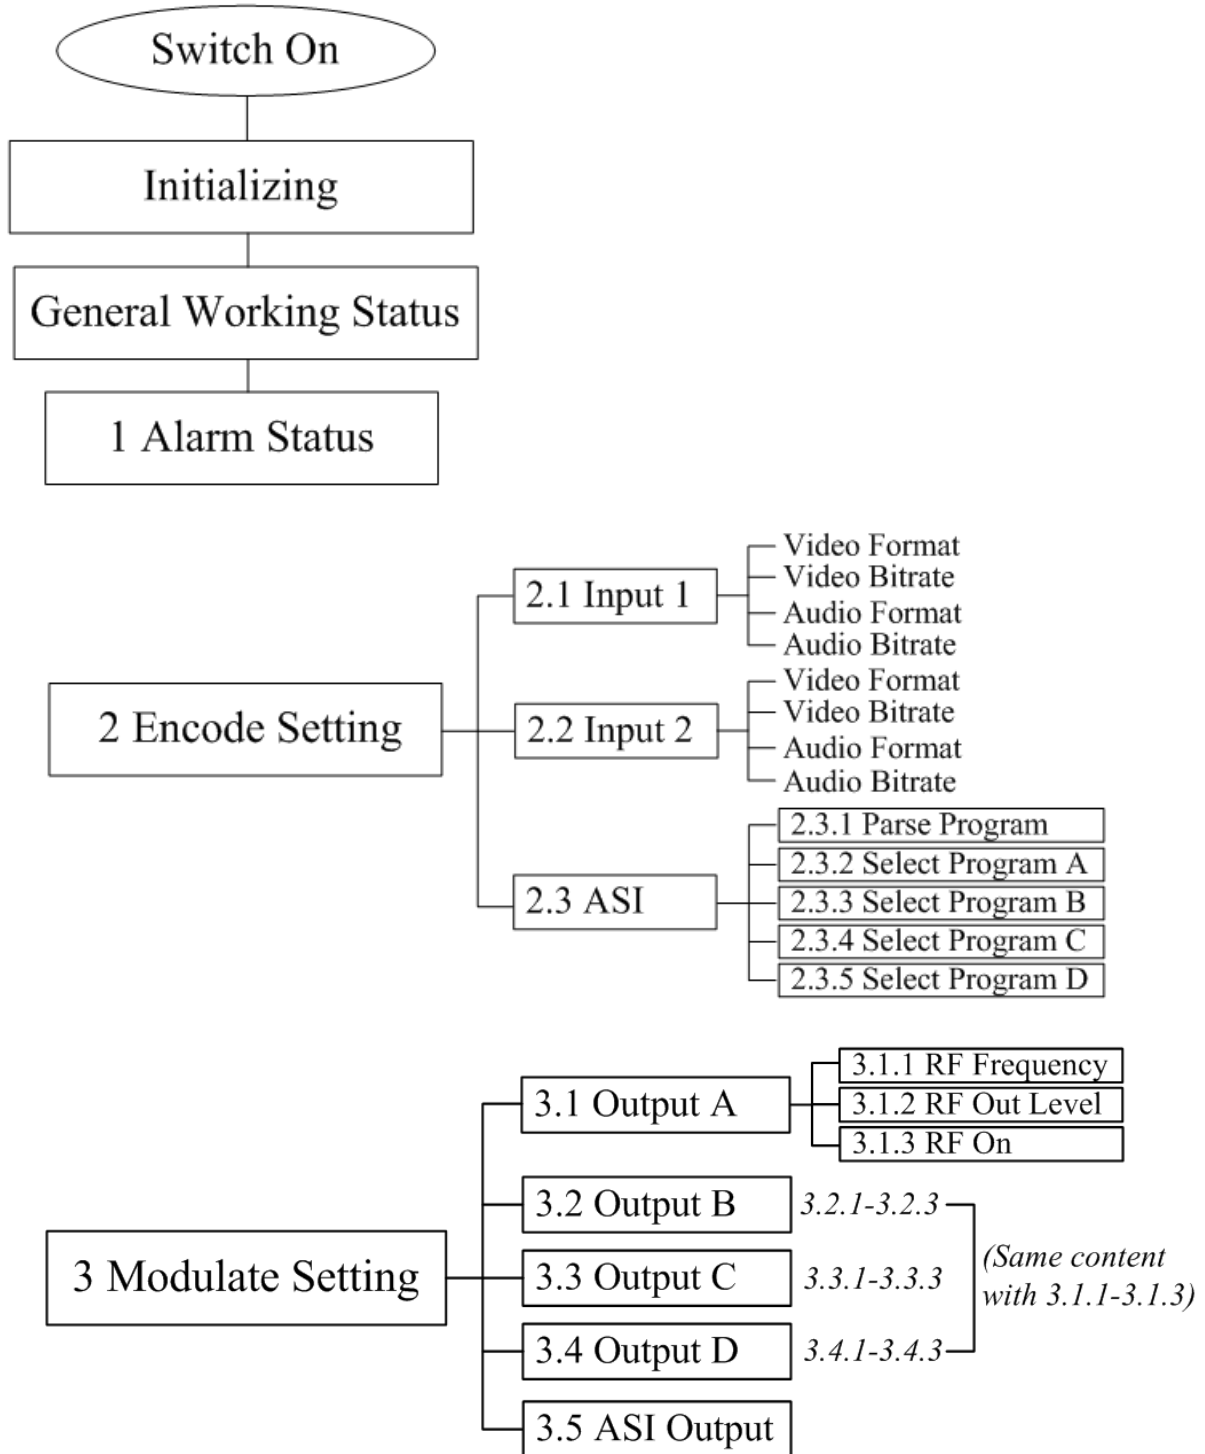 Switch On
Initializing
General Working Status
1 Alarm Status
2 Encode Setting
2.1 Input 1
Video Format
Video Bitrate
Audio Format
Audio Bitrate
2.2 Input 2
Video Format
Video Bitrate
Audio Format
Audio Bitrate
2.3 ASI
2.3.1 Parse Program
2.3.2 Select Program A
2.3.3 Select Program B
2.3.4 Select Program C
2.3.5 Select Program D
3 Modulate Setting
3.1 Output A
3.1.1 RF Frequency
3.1.2 RF Out Level
3.1.3 RF On
3.2 Output B
3.2.1-3.2.3
3.3 Output C
3.3.1-3.3.3
3.4 Output D
3.4.1-3.4.3
(Same content
with 3.1.1-3.1.3)
3.5 ASI Output